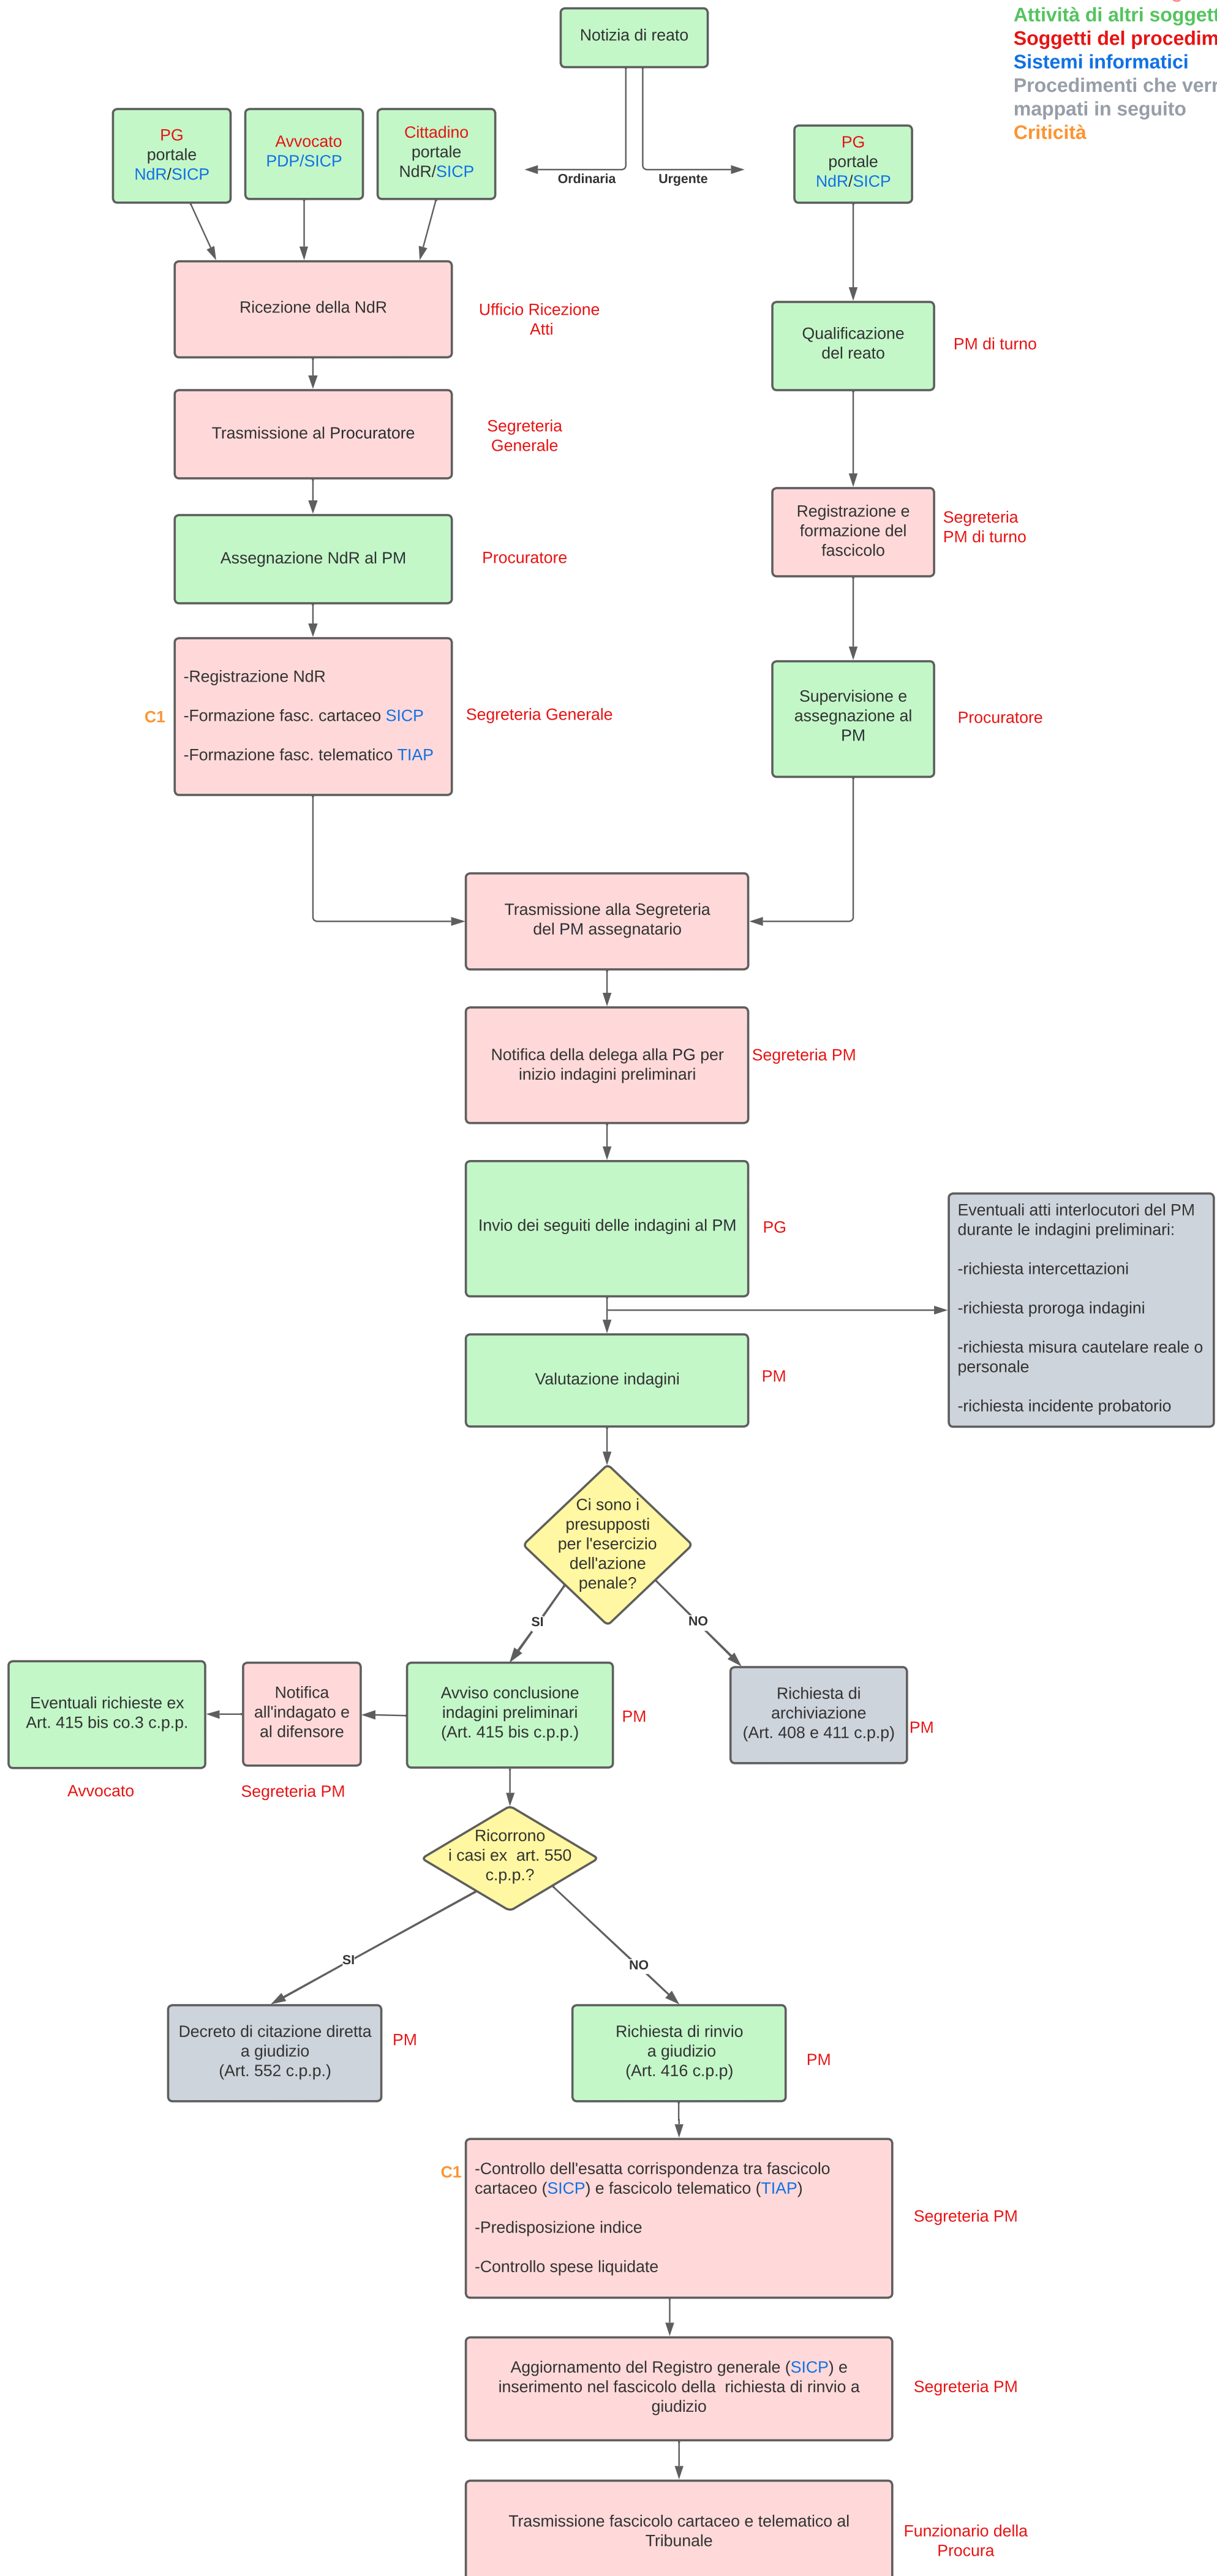 Attività di altri soggett
Soggetti del procedim
Sistemi informatici
Procedimenti che verr
mappati in seguito
Criticità
Notizia di reato
Ordinaria
Urgente
PG
portale
NdR/SICP
Avvocato
PDP/SICP
Cittadino
portale
NdR/SICP
PG
portale
NdR/SICP
Ricezione della NdR
Ufficio Ricezione
Atti
Qualificazione
del reato
PM di turno
Trasmissione al Procuratore
Segreteria
Generale
Registrazione e
formazione del
fascicolo
Segreteria
PM di turno
Assegnazione NdR al PM
Procuratore
C1
-Registrazione NdR
-Formazione fasc. cartaceo SICP
-Formazione fasc. telematico TIAP
Segreteria Generale
Supervisione e
assegnazione al
PM
Procuratore
Trasmissione alla Segreteria
del PM assegnatario
Notifica della delega alla PG per
inizio indagini preliminari
Segreteria PM
Invio dei seguiti delle indagini al PM
PG
Eventuali atti interlocutori del PM
durante le indagini preliminari:
-richiesta intercettazioni
-richiesta proroga indagini
-richiesta misura cautelare reale o
personale
-richiesta incidente probatorio
Valutazione indagini
PM
Ci sono i
presupposti
per l'esercizio
dell'azione
penale?
SI
NO
Eventuali richieste ex
Art. 415 bis co.3 c.p.p.
Avvocato
Notifica
all'indagato e
al difensore
Segreteria PM
Avviso conclusione
indagini preliminari
(Art. 415 bis c.p.p.)
PM
Richiesta di
archiviazione
(Art. 408 e 411 c.p.p)
PM
Ricorrono
i casi ex art. 550
c.p.p.?
SI
NO
Decreto di citazione diretta
a giudizio
(Art. 552 c.p.p.)
PM
Richiesta di rinvio
a giudizio
(Art. 416 c.p.p)
PM
C1
-Controllo dell'esatta corrispondenza tra fascicolo
cartaceo (SICP) e fascicolo telematico (TIAP)
-Predisposizione indice
-Controllo spese liquidate
Segreteria PM
Aggiornamento del Registro generale (SICP) e
inserimento nel fascicolo della richiesta di rinvio a
giudizio
Segreteria PM
Trasmissione fascicolo cartaceo e telematico al
Tribunale
Funzionario della
Procura